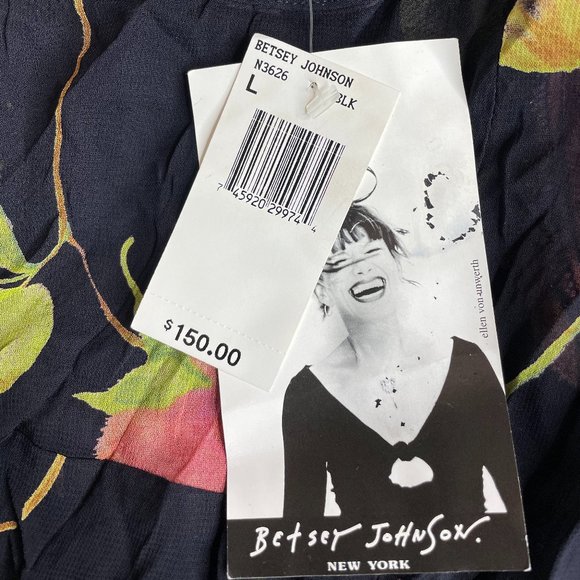 BETSEY JOHNSON
N3626 BLK
L
7 45920 29974 4
$150.00
ellen von unwerth
BEtsEY JoHNSoN.
NEW YORK